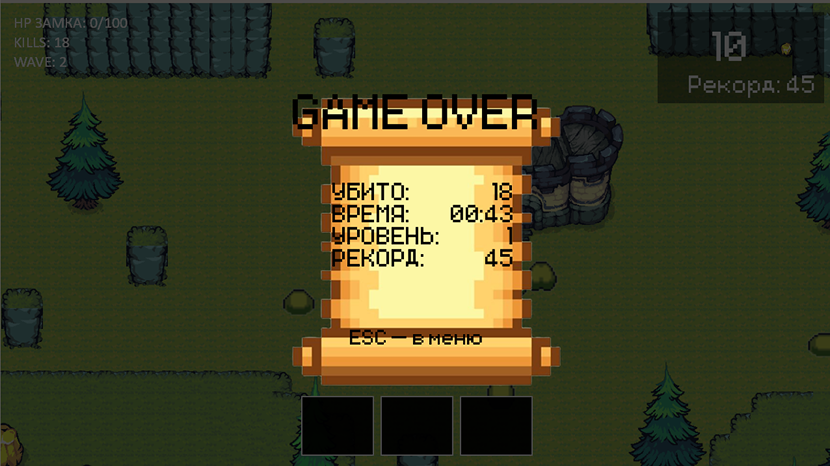 HP ЗАМКА: 0/100
KILLS: 18
WAVE: 2
10
Рекорд: 45
GAME OVER
УБИТО: 18
ВРЕМЯ: 00:43
УРОВЕНЬ: 1
РЕКОРД: 45
ESC — в меню